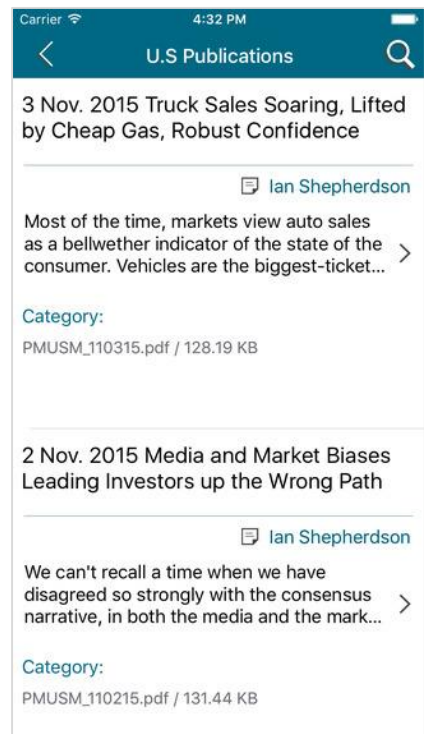 Carrier 4:32 PM
U.S Publications
3 Nov. 2015 Truck Sales Soaring, Lifted
by Cheap Gas, Robust Confidence
Ian Shepherdson
Most of the time, markets view auto sales
as a bellwether indicator of the state of the
consumer. Vehicles are the biggest-ticket...
Category:
PMUSM_110315.pdf / 128.19 KB
2 Nov. 2015 Media and Market Biases
Leading Investors up the Wrong Path
Ian Shepherdson
We can't recall a time when we have
disagreed so strongly with the consensus
narrative, in both the media and the mark...
Category:
PMUSM_110215.pdf / 131.44 KB